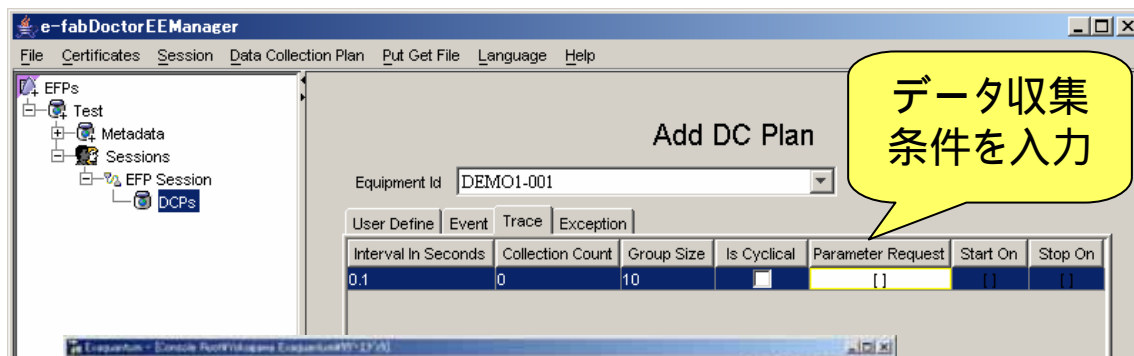 e-fabDoctorEEManager
File Certificates Session Data Collection Plan Put Get File Language Help
データ収集
条件を入力
EFPs
Test
Metadata
Sessions
EFP Session
DCPs
Add DC Plan
Equipment Id DEMO1-001
User Define Event Trace Exception
Interval In Seconds Collection Count Group Size Is Cyclical Parameter Request Start On Stop On
0.1 0 10 [ ] [ ] [ ]
Exaquantum - [Console Root